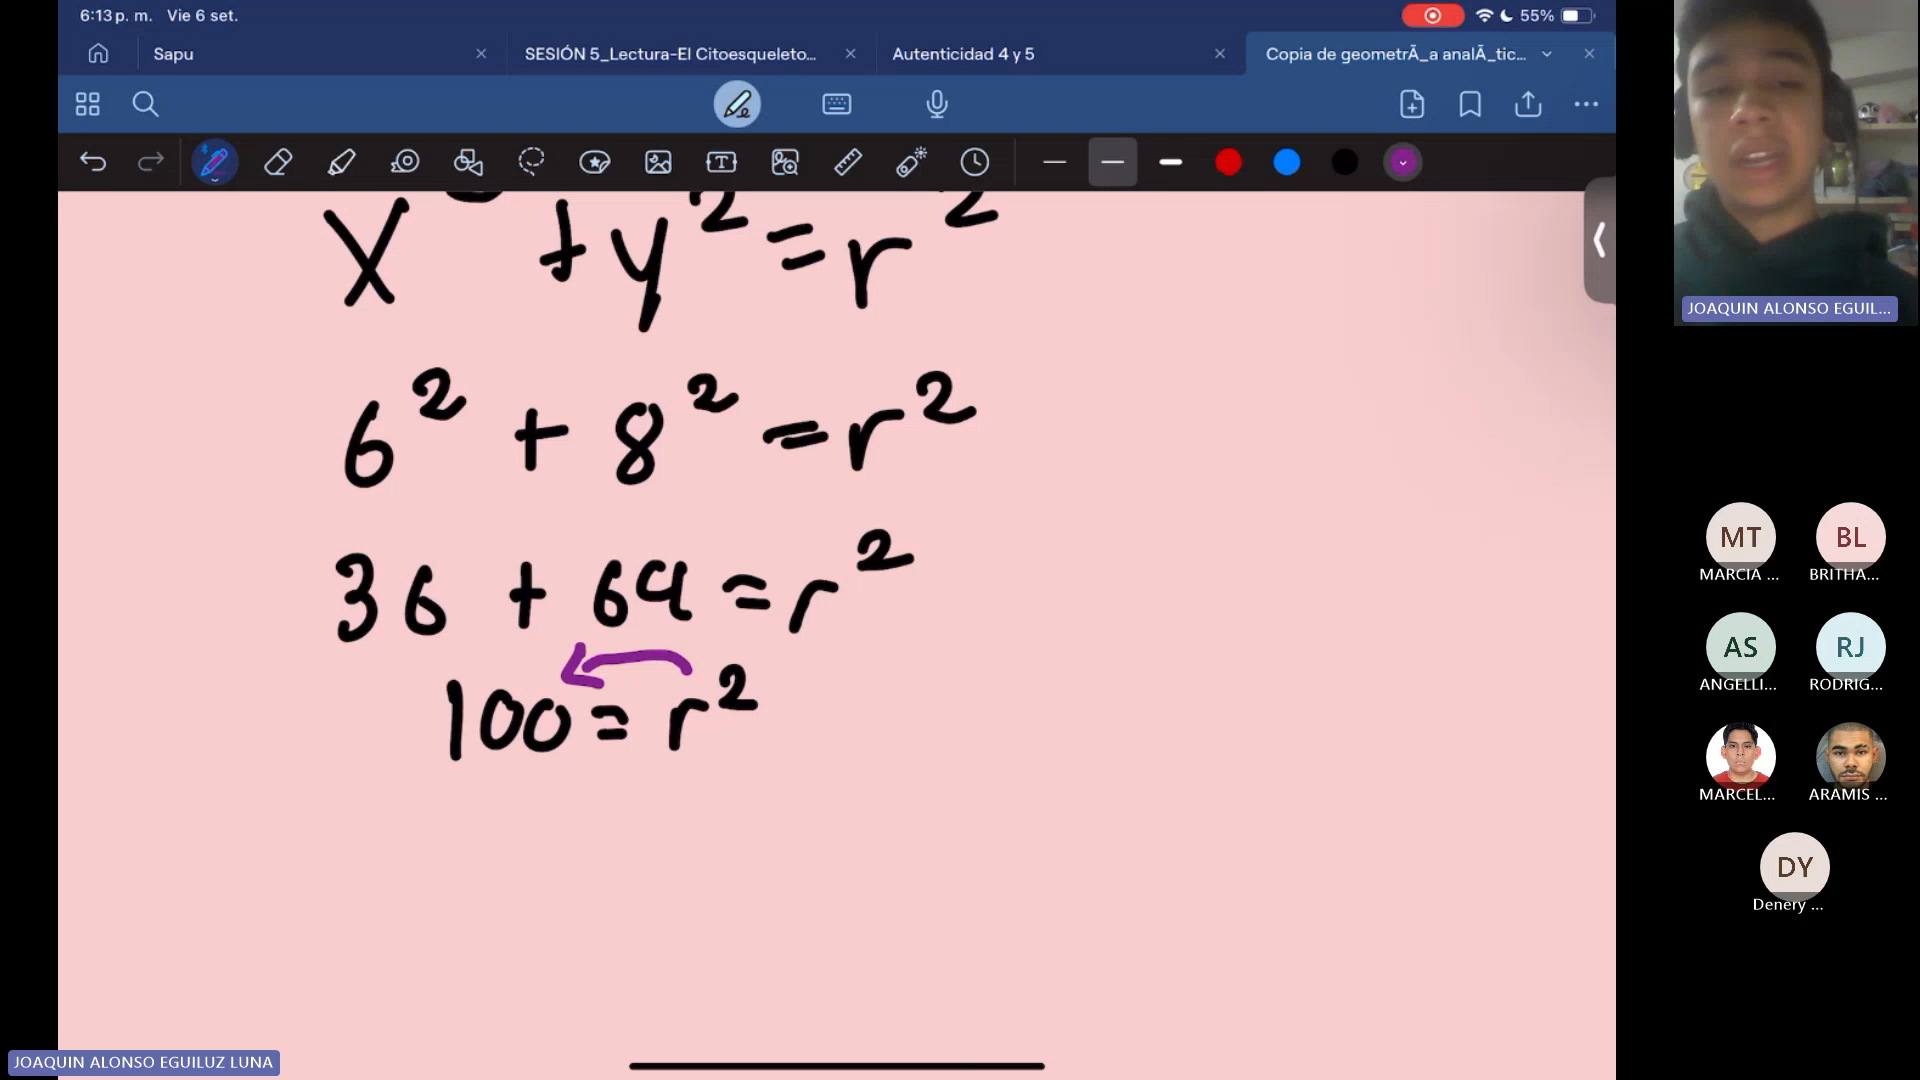 6:13 p. m. Vie 6 set.
55%
Sapu
SESIÓN 5_Lectura-El Citoesqueleto...
Autenticidad 4 y 5
Copia de geometrÃ_a analÃ_tic...
x² + y² = r²
6² + 8² = r²
36 + 64 = r²
100 = r²
JOAQUIN ALONSO EGUIL...
MT
BL
MARCIA ...
BRITHA...
AS
RJ
ANGELLI...
RODRIG...
MARCEL...
ARAMIS ...
DY
Denery ...
JOAQUIN ALONSO EGUILUZ LUNA